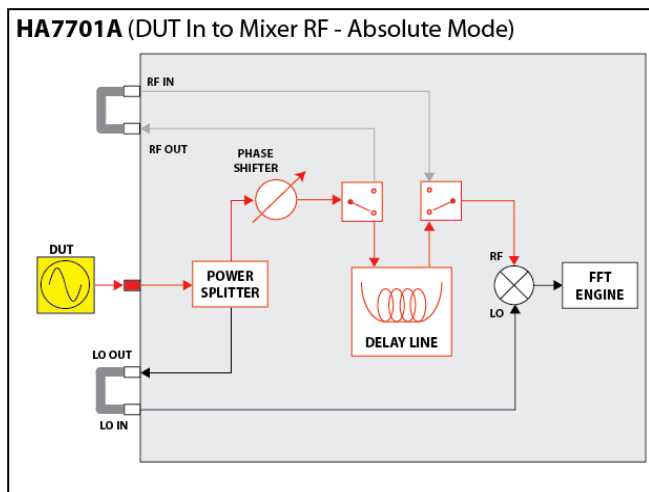 HA7701A (DUT In to Mixer RF - Absolute Mode)
RF IN
RF OUT
PHASE
SHIFTER
DUT
POWER
SPLITTER
RF
LO
FFT
ENGINE
DELAY LINE
LO OUT
LO IN